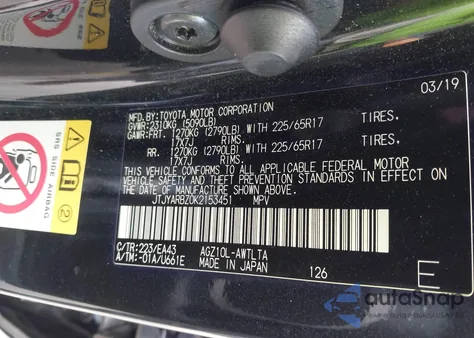 03/19
MFD. BY:TOYOTA MOTOR CORPORATION
GVWR:2310KG (5090LB)
GAWR:FRT. 1270KG (2790LB) WITH 225/65R17 TIRES.
17X7J RIMS.
RR. 1270KG (2790LB) WITH 225/65R17 TIRES.
17X7J RIMS.
THIS VEHICLE CONFORMS TO ALL APPLICABLE FEDERAL MOTOR
VEHICLE SAFETY STANDARDS IN EFFECT ON
THE DATE OF MANUFACTURE SHOWN ABOVE.
JTJYARBZ0K2153451 MPV
C/TR:223/EA43 AGZ10L-AWTLTA
A/TM:-01A/U661E MADE IN JAPAN 126 E
SRS SIDE AIRBAG
2
autoSnap